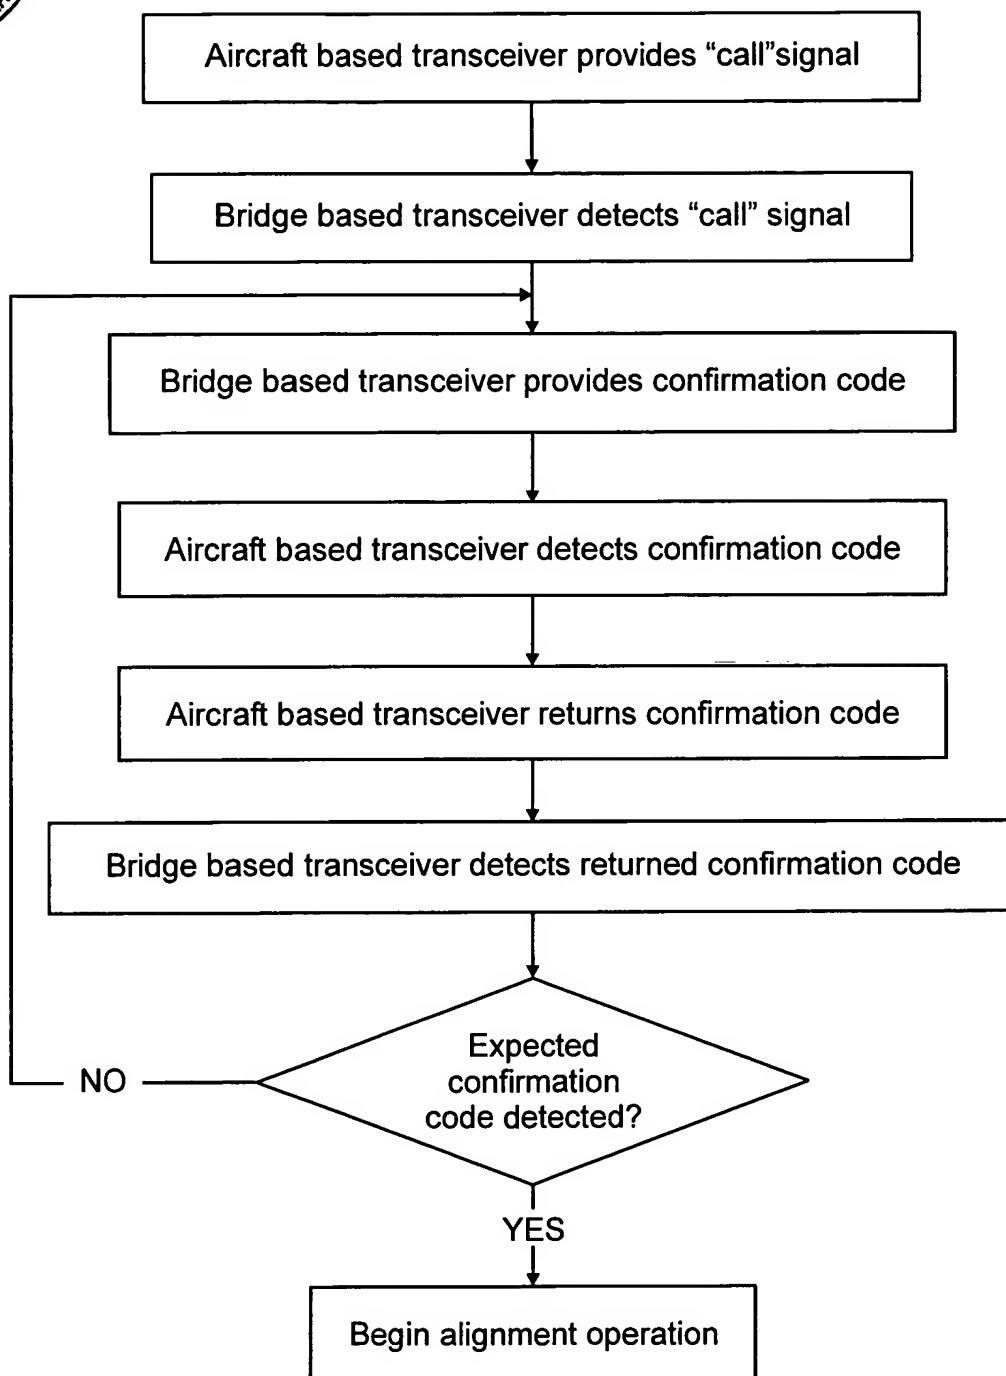 Aircraft based transceiver provides “call”signal
Bridge based transceiver detects “call” signal
Bridge based transceiver provides confirmation code
Aircraft based transceiver detects confirmation code
Aircraft based transceiver returns confirmation code
Bridge based transceiver detects returned confirmation code
Expected
confirmation
code detected?
NO
YES
Begin alignment operation